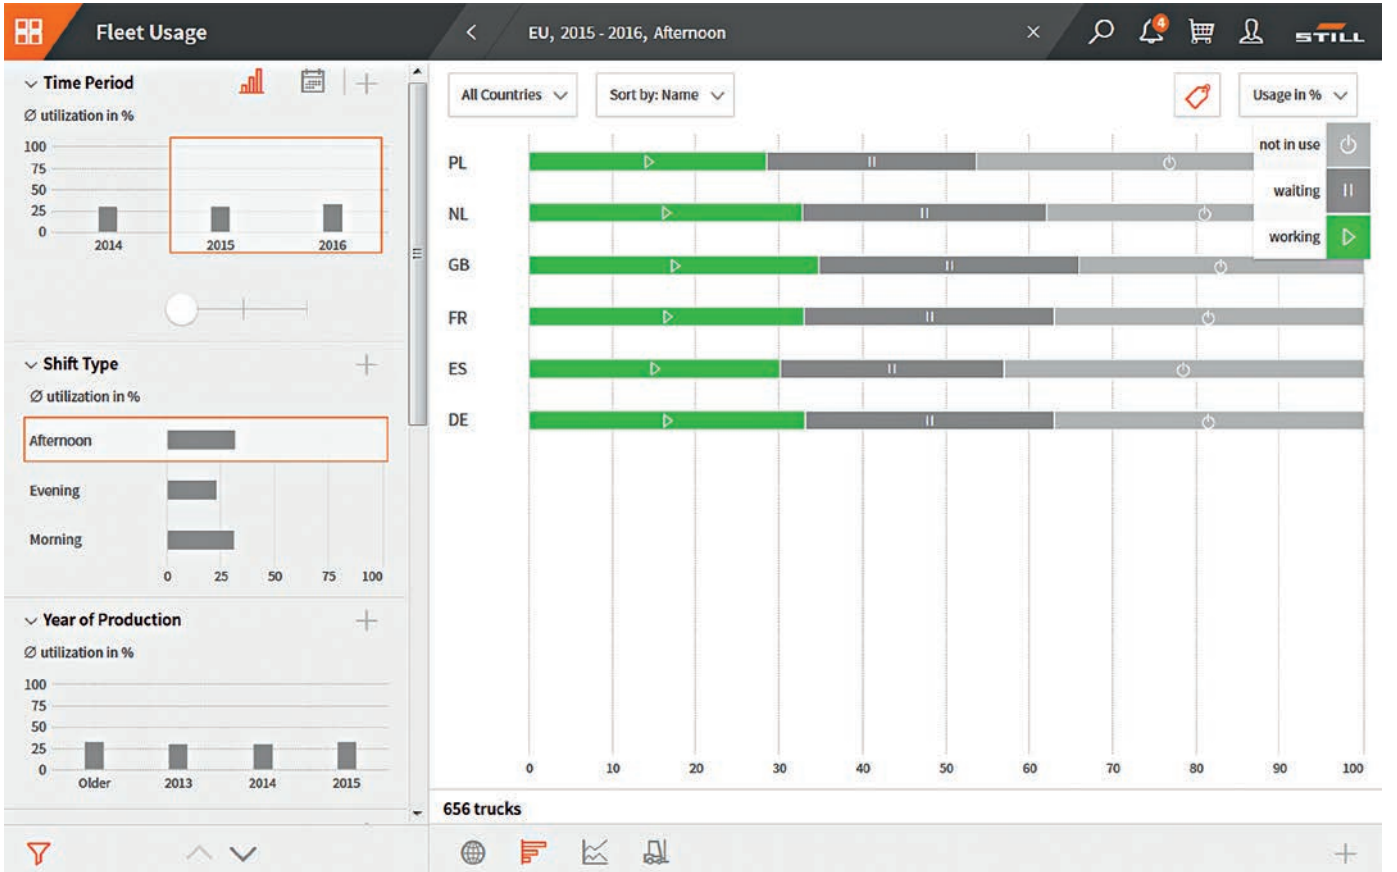 Fleet Usage
EU, 2015 - 2016, Afternoon
4
STILL
Time Period
Ø utilization in %
100
75
50
25
0
2014
2015
2016
Shift Type
Ø utilization in %
Afternoon
Evening
Morning
0 25 50 75 100
Year of Production
Ø utilization in %
100
75
50
25
0
Older 2013 2014 2015
All Countries
Sort by: Name
Usage in %
not in use
waiting
working
PL
NL
GB
FR
ES
DE
0 10 20 30 40 50 60 70 80 90 100
656 trucks